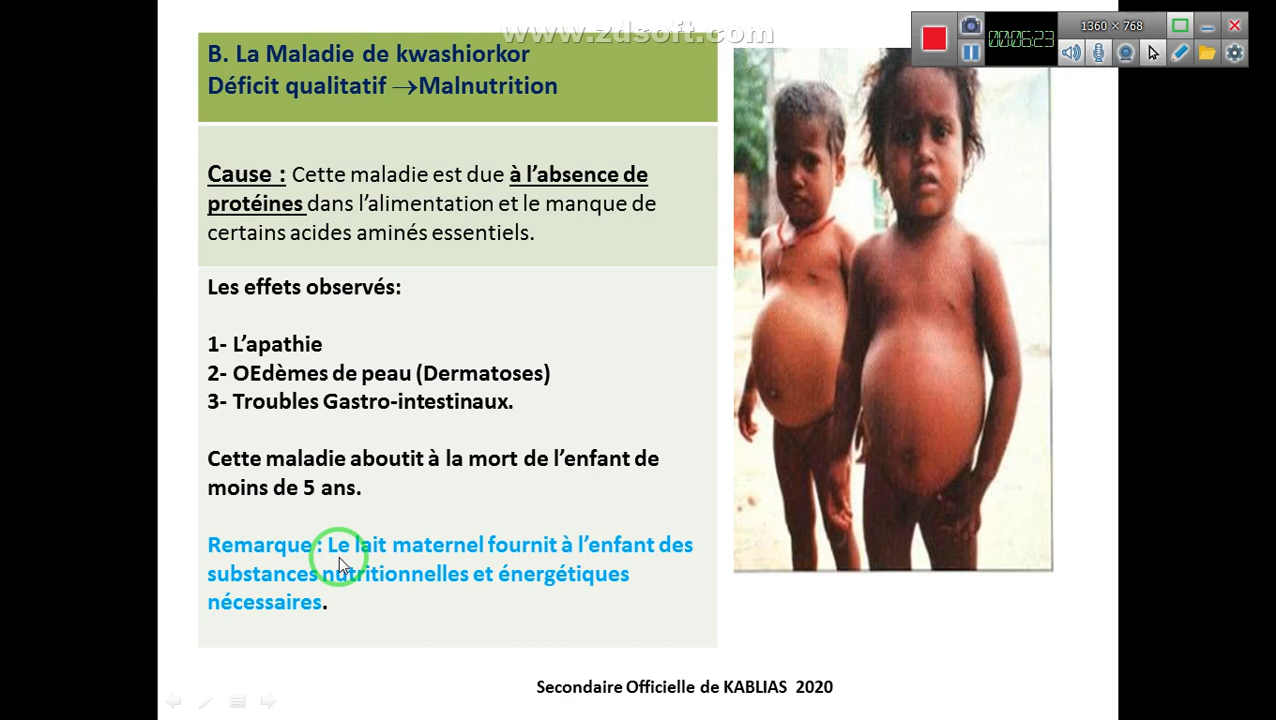 www.zdsoft.com
1360 × 768
00:06:23
B. La Maladie de kwashiorkor
Déficit qualitatif →Malnutrition
Cause : Cette maladie est due à l’absence de
protéines dans l’alimentation et le manque de
certains acides aminés essentiels.
Les effets observés:
1- L’apathie
2- OEdèmes de peau (Dermatoses)
3- Troubles Gastro-intestinaux.
Cette maladie aboutit à la mort de l’enfant de
moins de 5 ans.
Remarque : Le lait maternel fournit à l’enfant des
substances nutritionnelles et énergétiques
nécessaires.
Secondaire Officielle de KABLIAS 2020